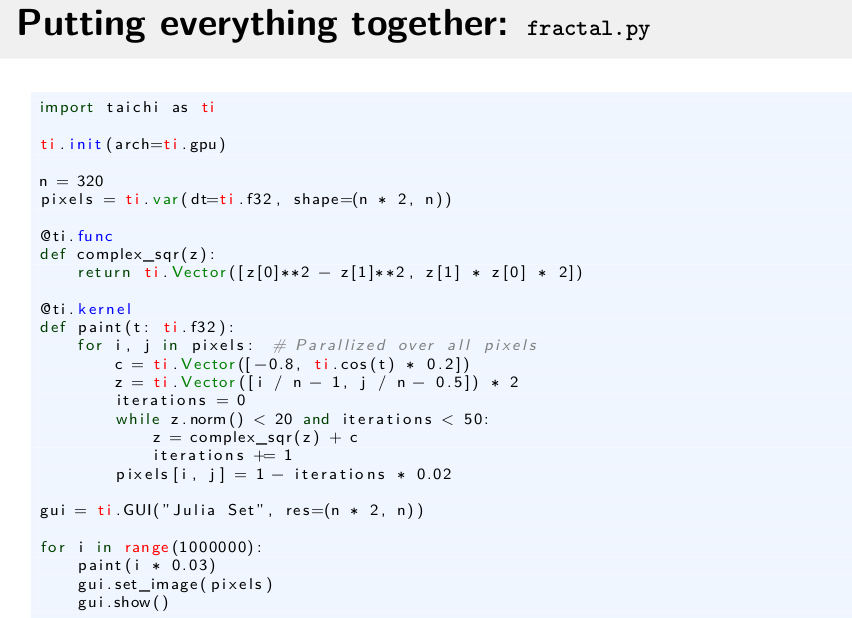 Putting everything together: fractal.py
import taichi as ti
ti.init(arch=ti.gpu)
n = 320
pixels = ti.var(dt=ti.f32, shape=(n * 2, n))
@ti.func
def complex_sqr(z):
    return ti.Vector([z[0]**2 − z[1]**2, z[1] * z[0] * 2])
@ti.kernel
def paint(t: ti.f32):
    for i, j in pixels: # Parallized over all pixels
        c = ti.Vector([−0.8, ti.cos(t) * 0.2])
        z = ti.Vector([i / n − 1, j / n − 0.5]) * 2
        iterations = 0
        while z.norm() < 20 and iterations < 50:
            z = complex_sqr(z) + c
            iterations += 1
        pixels[i, j] = 1 − iterations * 0.02
gui = ti.GUI("Julia Set", res=(n * 2, n))
for i in range(1000000):
    paint(i * 0.03)
    gui.set_image(pixels)
    gui.show()